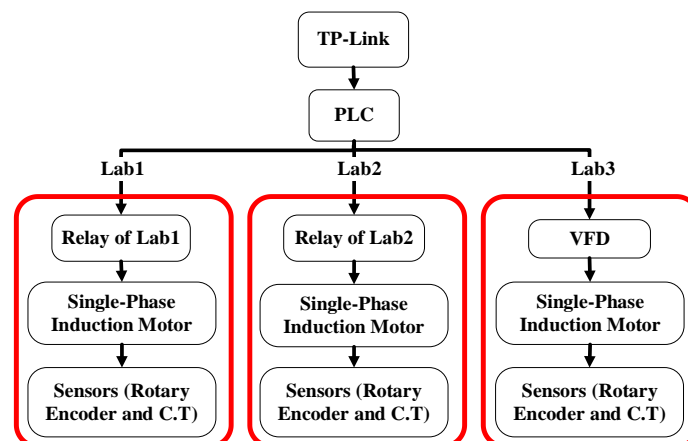 TP-Link
PLC
Lab1
Lab2
Lab3
Relay of Lab1
Relay of Lab2
VFD
Single-Phase
Induction Motor
Single-Phase
Induction Motor
Single-Phase
Induction Motor
Sensors (Rotary
Encoder and C.T)
Sensors (Rotary
Encoder and C.T)
Sensors (Rotary
Encoder and C.T)